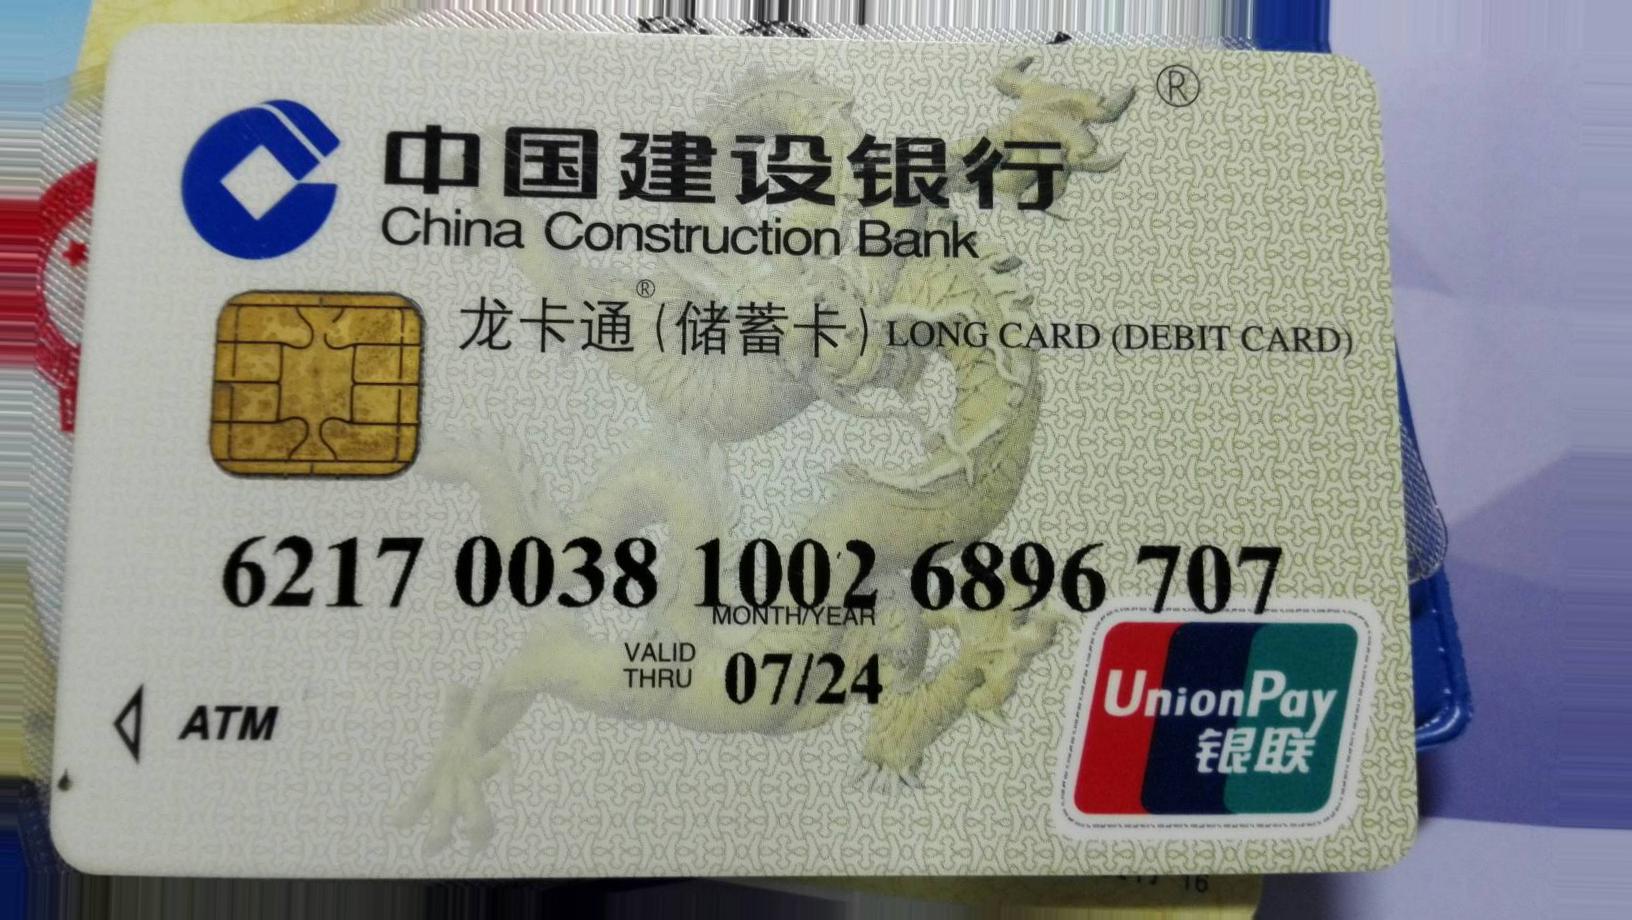 ®
中国建设银行
China Construction Bank
龙卡通®(储蓄卡) LONG CARD (DEBIT CARD)
6217 0038 1002 6896 707
MONTH/YEAR
VALID THRU 07/24
ATM
UnionPay
银联
16